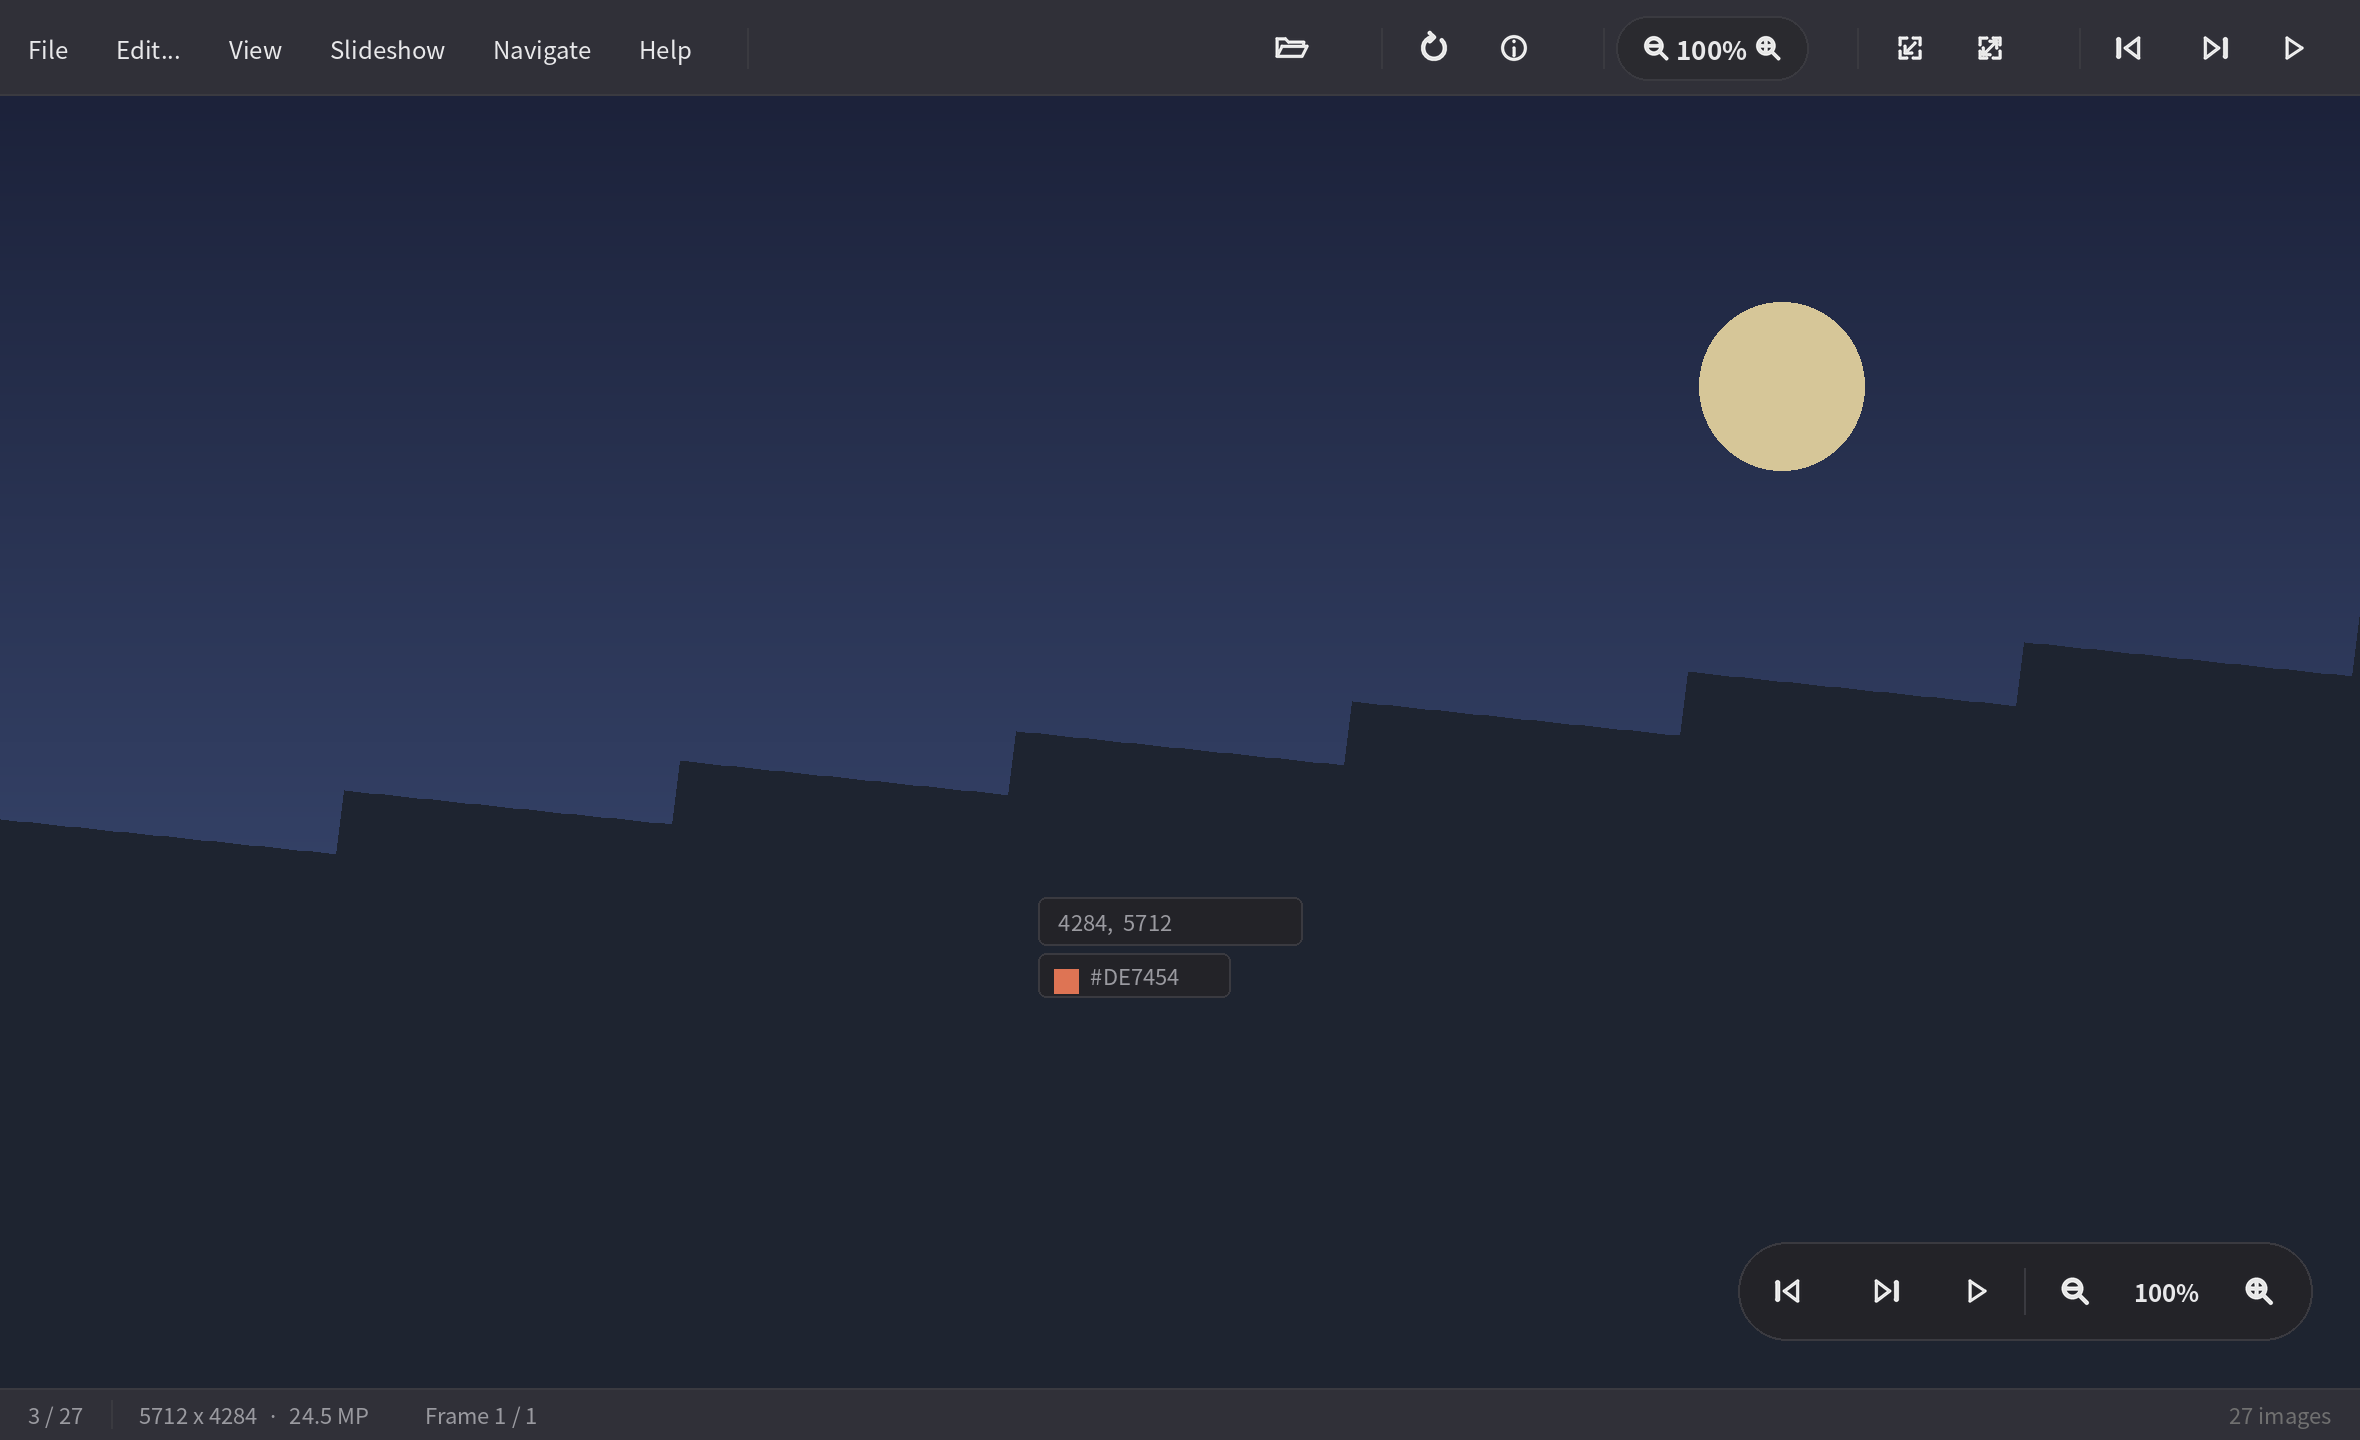 File Edit... View Slideshow Navigate Help 100%
4284, 5712
#DE7454
100%
3 / 27 5712 x 4284 · 24.5 MP Frame 1 / 1 27 images